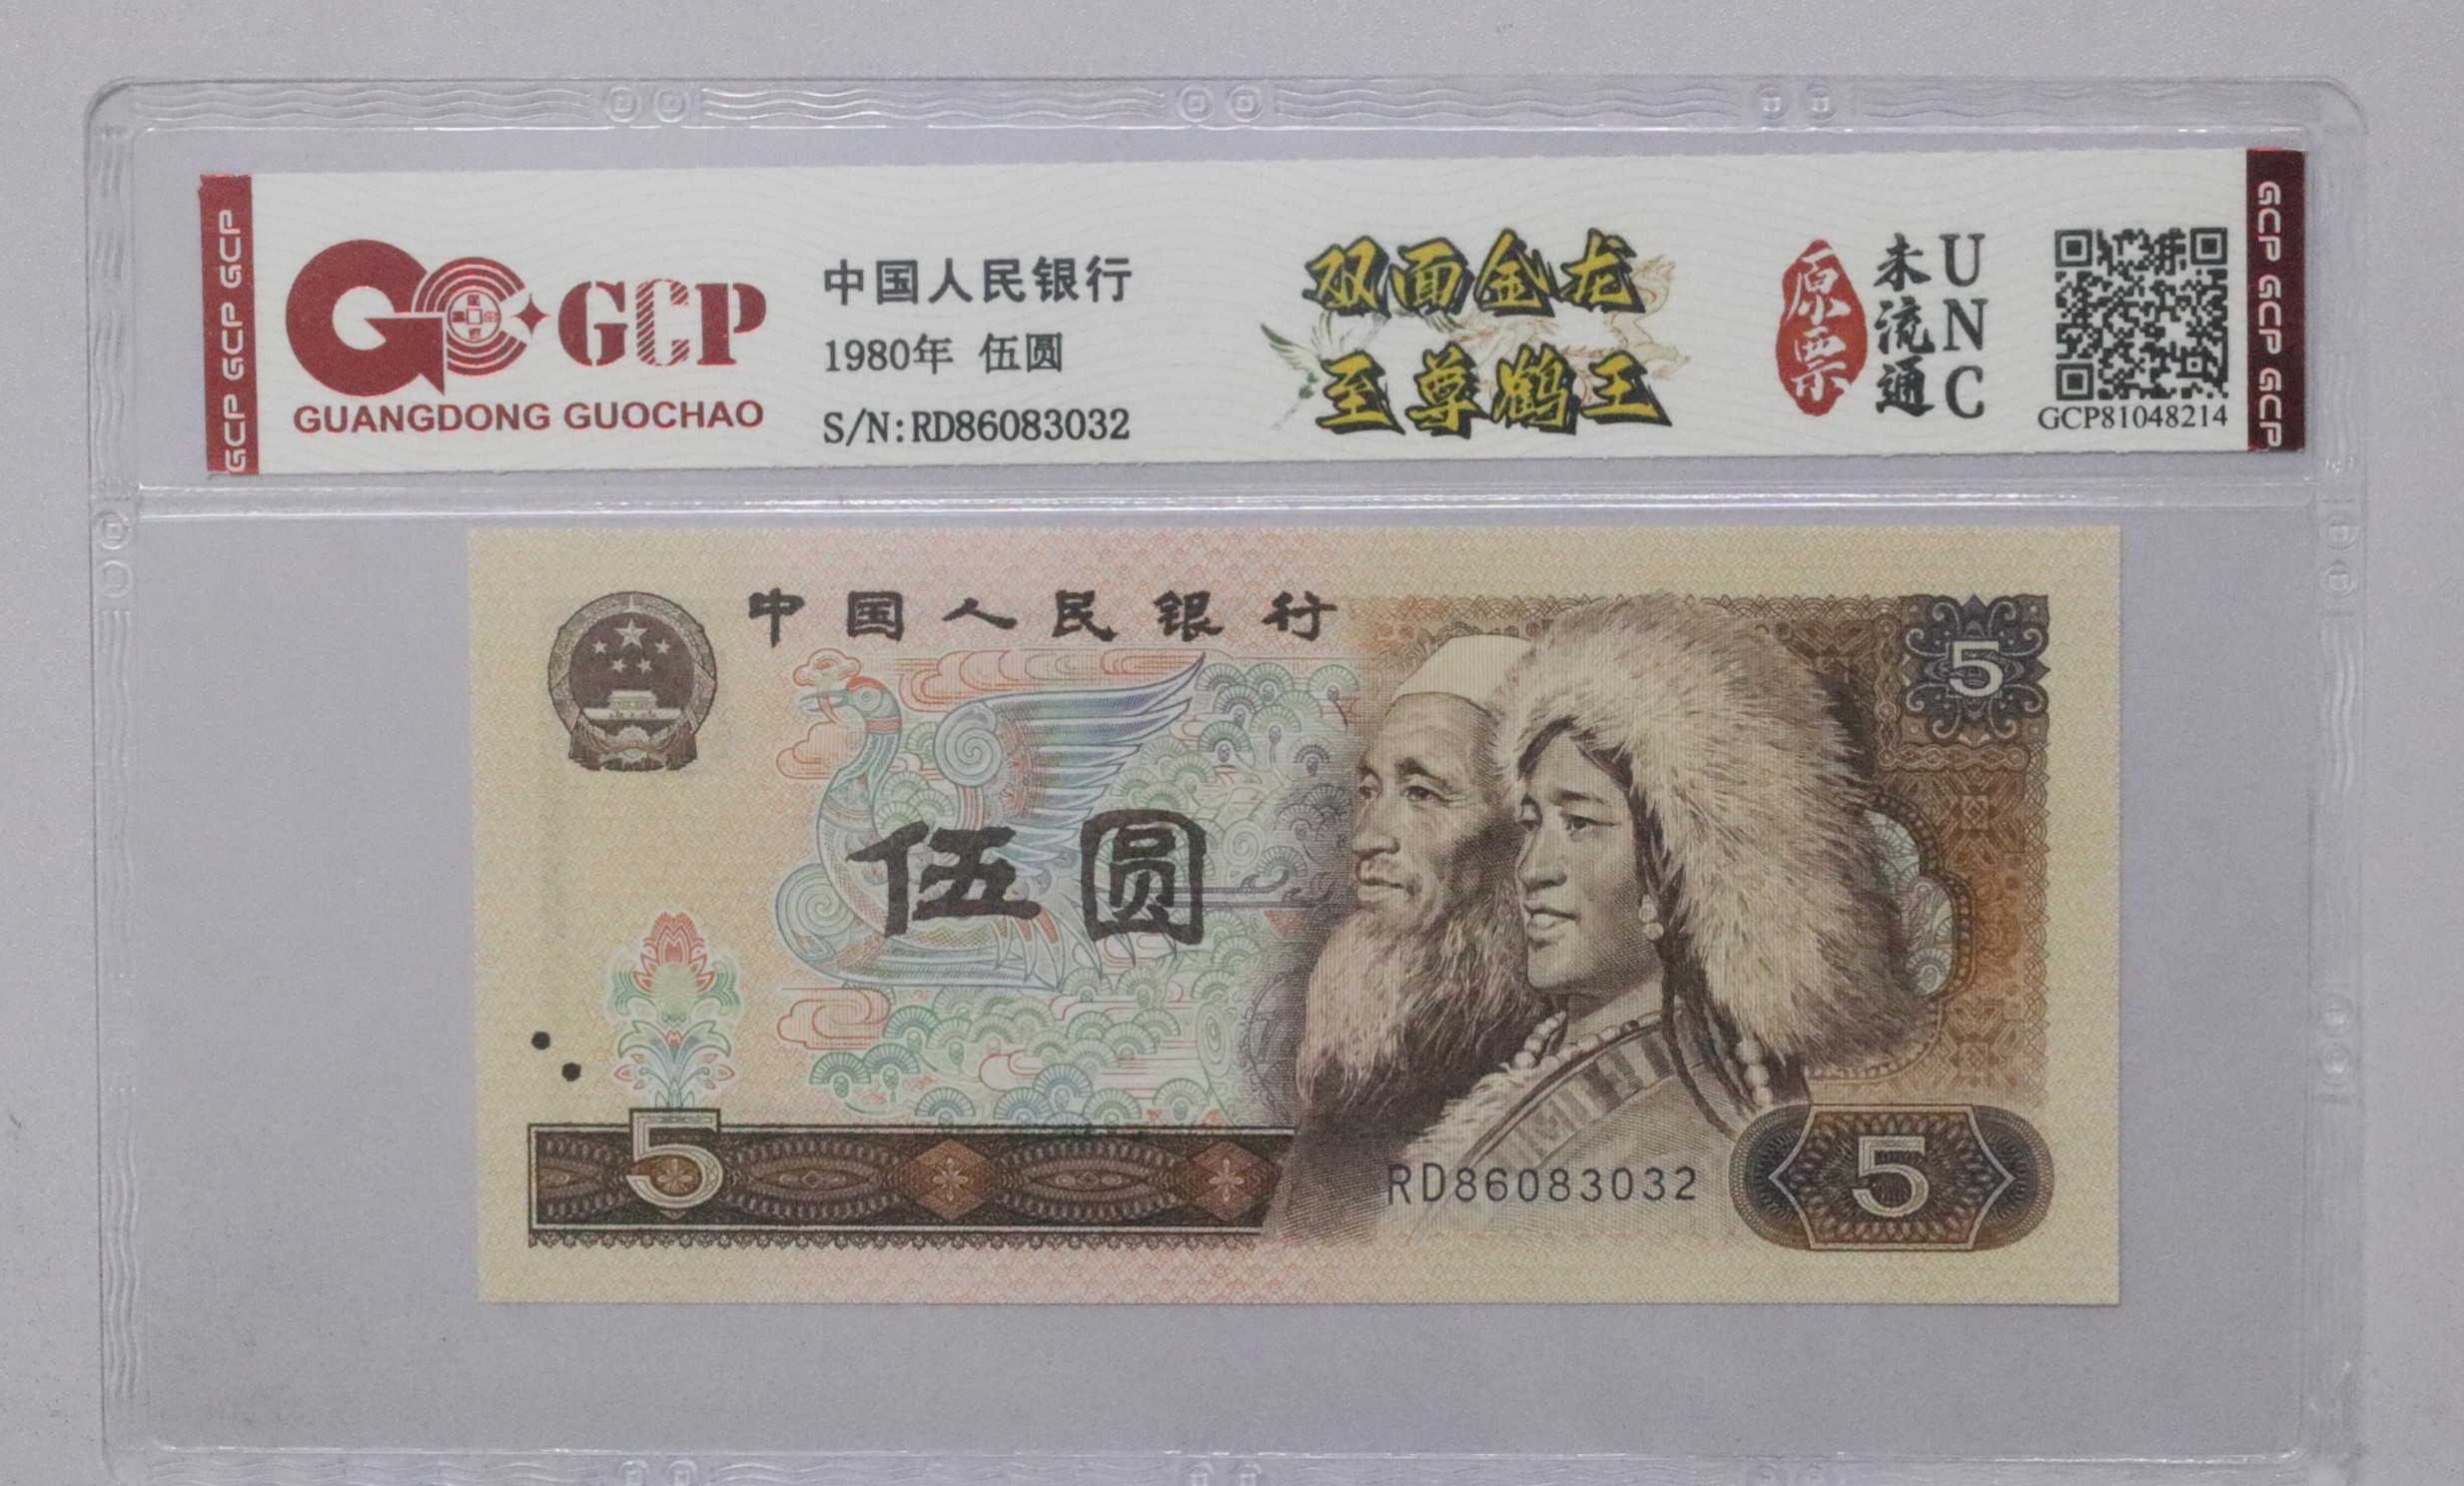 GCP GCP GCP
GCP
GUANGDONG GUOCHAO
中国人民银行
1980年 伍圆
S/N:RD86083032
双面金龙
至尊鹤王
原票
未流通
UNC
GCP81048214
GCP GCP GCP
中国人民银行
5
伍圆
5
RD86083032
5